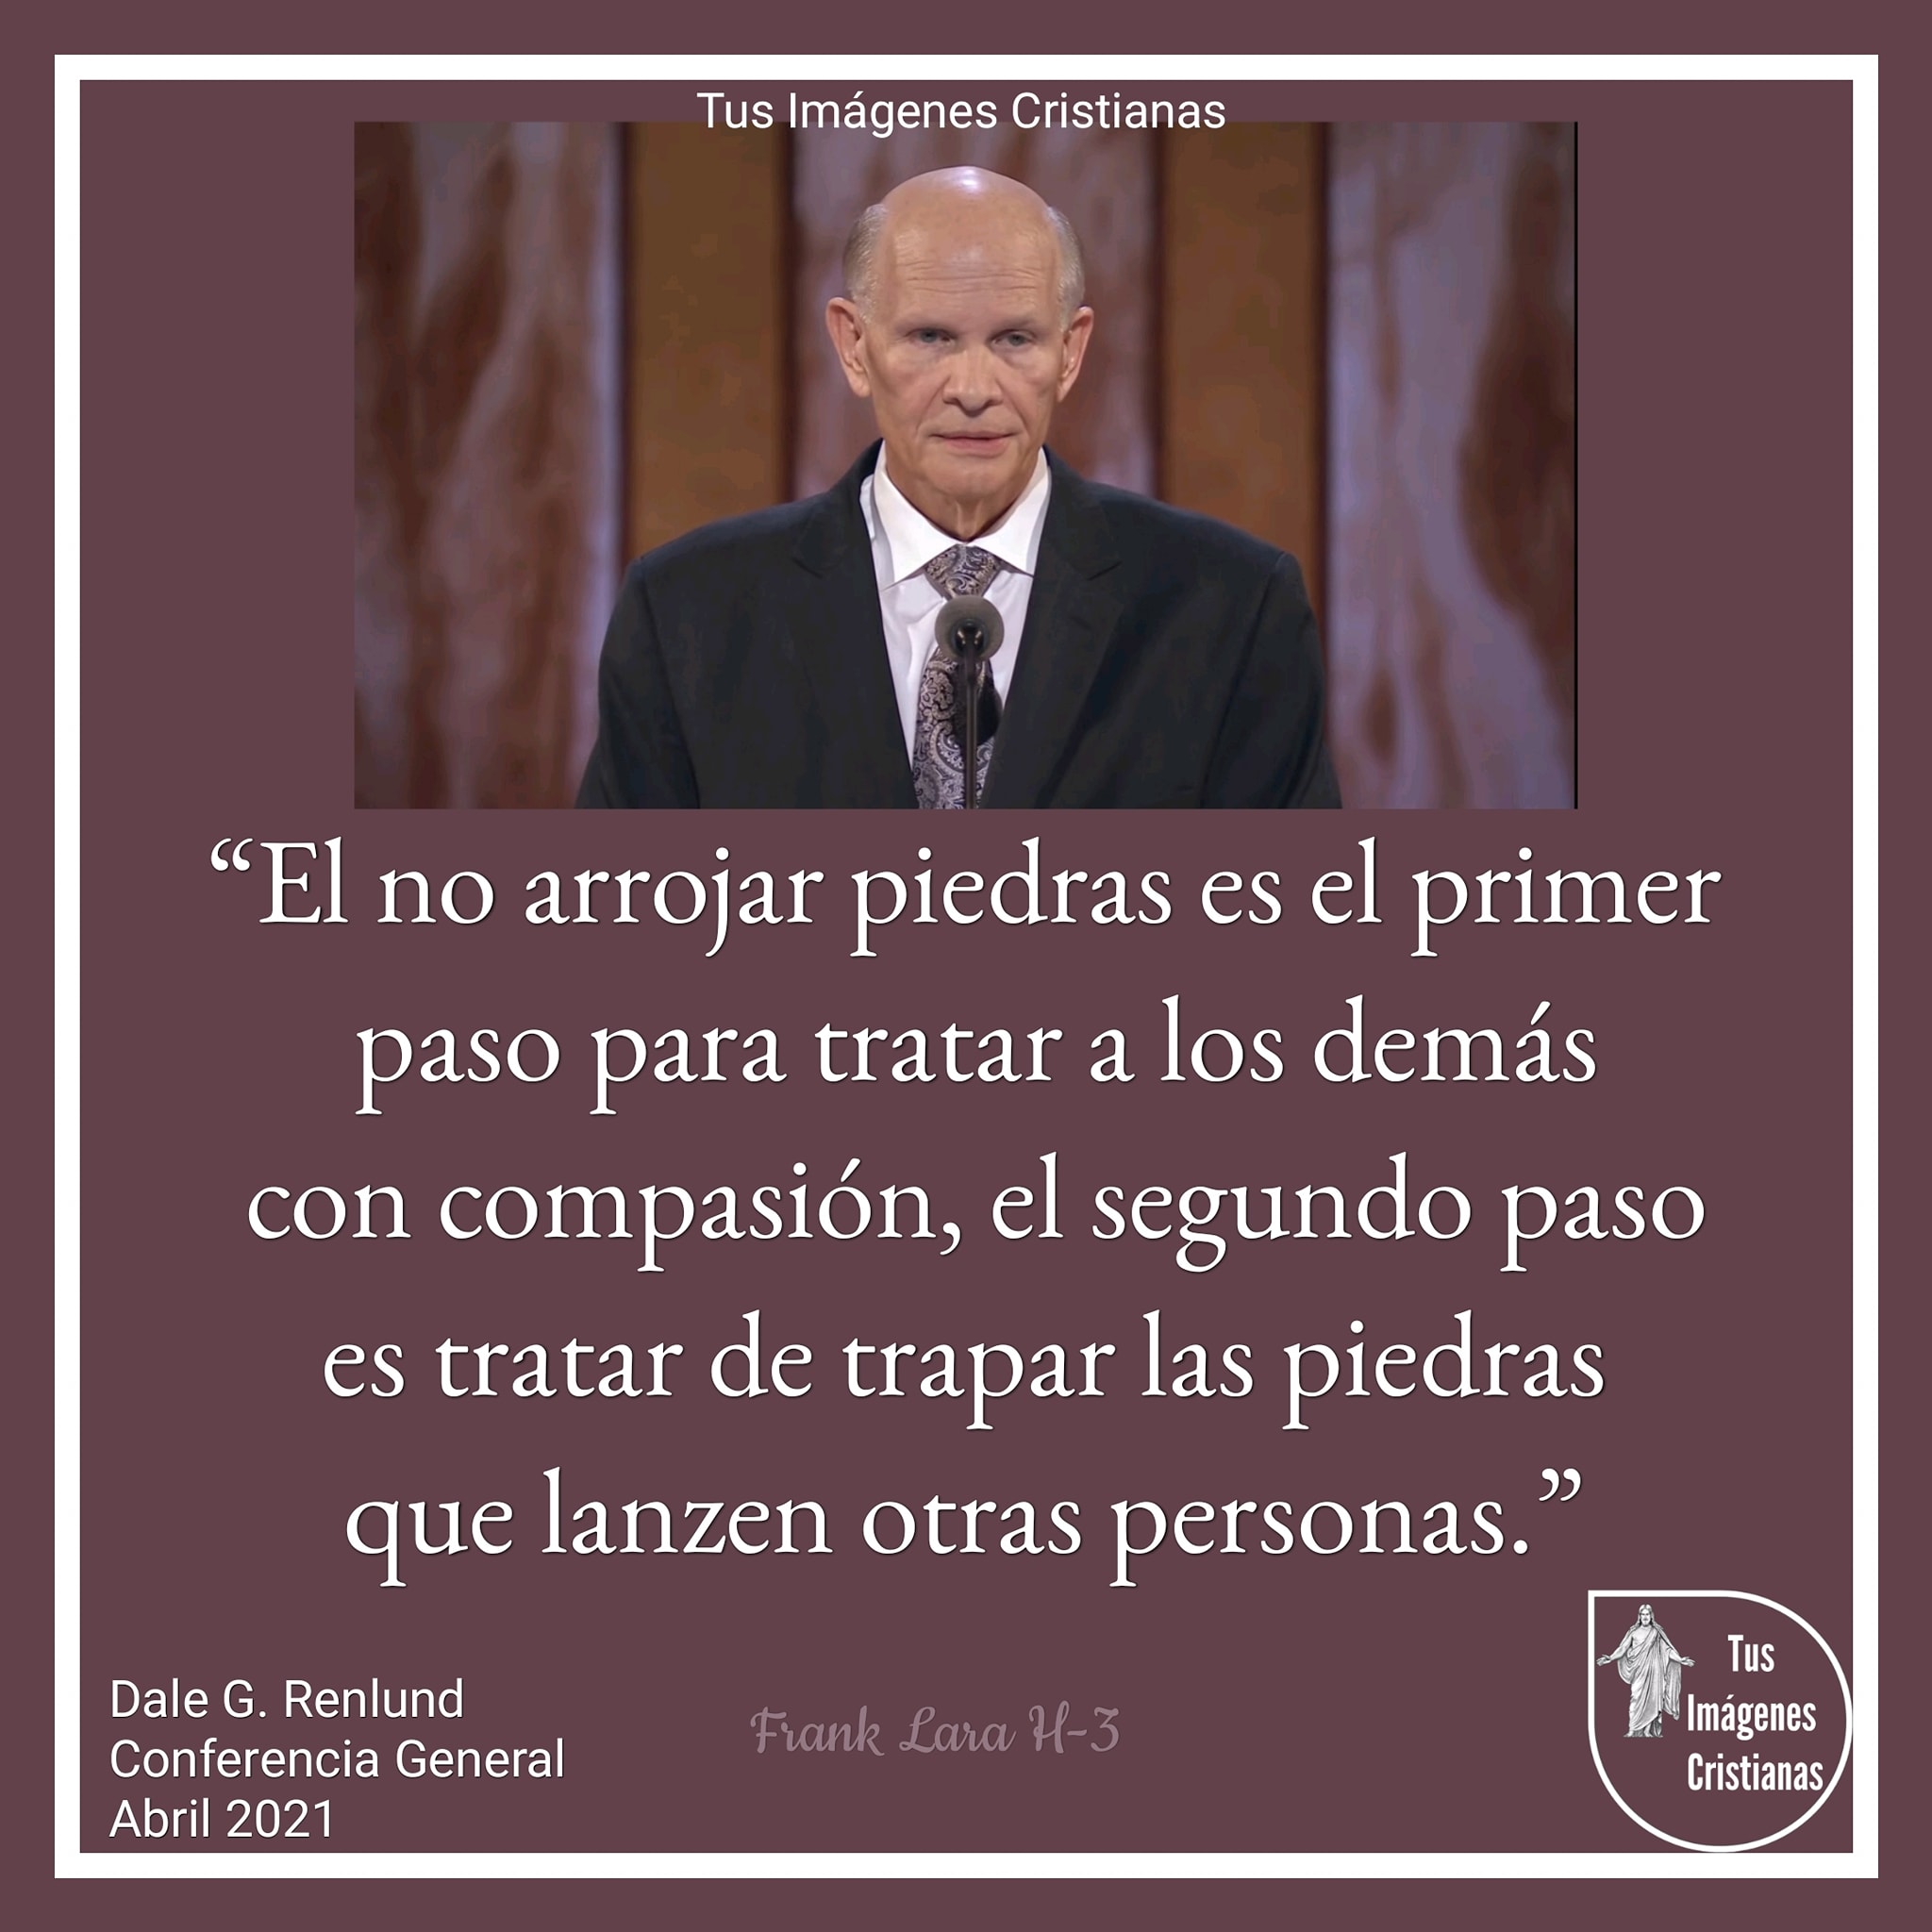 Tus Imágenes Cristianas
“El no arrojar piedras es el primer
paso para tratar a los demás
con compasión, el segundo paso
es tratar de trapar las piedras
que lanzen otras personas.”
Dale G. Renlund
Conferencia General
Abril 2021
Frank Lara H-3
Tus
Imágenes
Cristianas